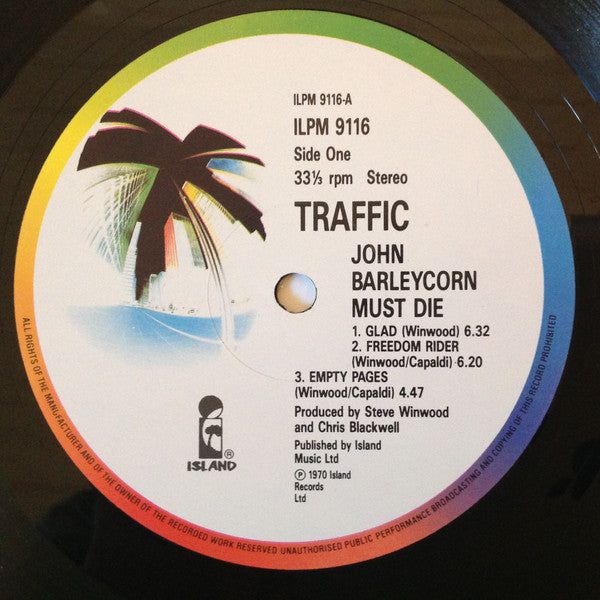 ILPM 9116-A
ILPM 9116
Side One
33⅓ rpm Stereo
TRAFFIC
JOHN
BARLEYCORN
MUST DIE
1. GLAD (Winwood) 6.32
2. FREEDOM RIDER
(Winwood/Capaldi) 6.20
3. EMPTY PAGES
(Winwood/Capaldi) 4.47
Produced by Steve Winwood
and Chris Blackwell
Published by Island
Music Ltd
℗ 1970 Island
Records
Ltd
ISLAND ®
ALL RIGHTS OF THE MANUFACTURER AND OF THE OWNER OF THE RECORDED WORK RESERVED UNAUTHORISED PUBLIC PERFORMANCE BROADCASTING AND COPYING OF THIS RECORD PROHIBITED